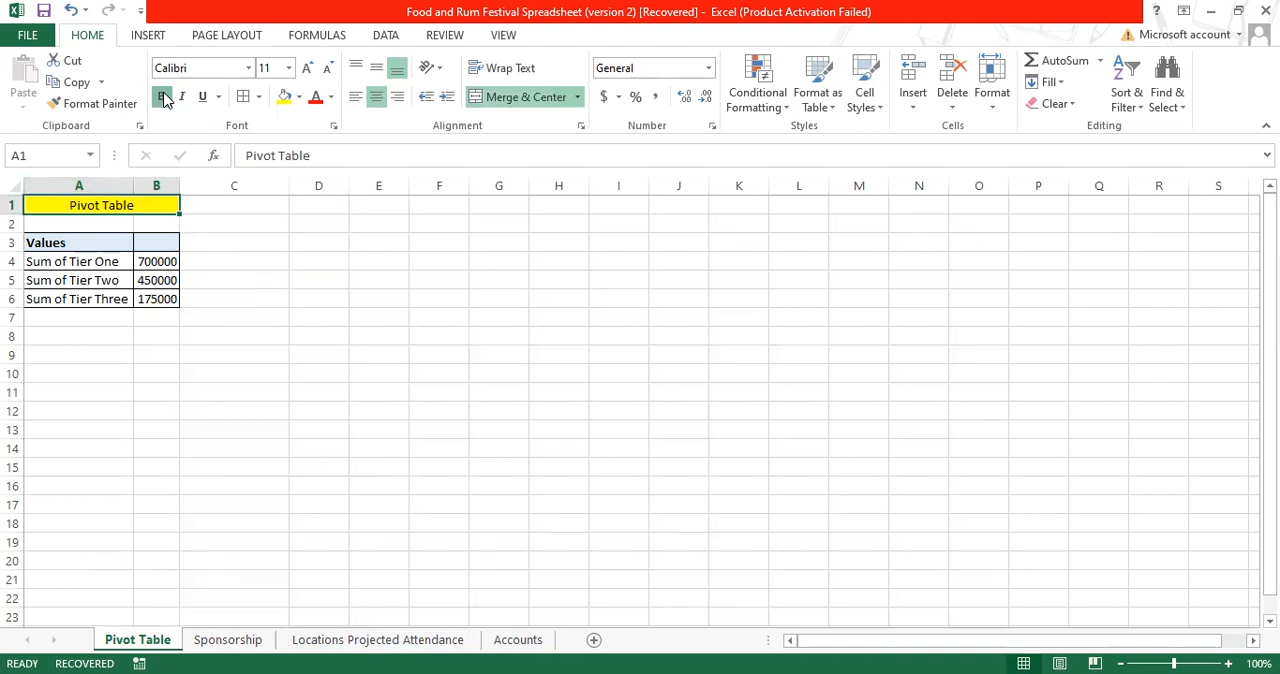 Food and Rum Festival Spreadsheet (version 2) [Recovered] - Excel (Product Activation Failed)
FILE HOME INSERT PAGE LAYOUT FORMULAS DATA REVIEW VIEW Microsoft account
Paste Cut Copy Format Painter Clipboard
Calibri 11 B I U A Font
Wrap Text Merge & Center Alignment
General $ % , Number
Conditional Formatting Format as Table Cell Styles Styles
Insert Delete Format Cells
AutoSum Fill Clear Sort & Filter Find & Select Editing
A1 fx Pivot Table
A B C D E F G H I J K L M N O P Q R S
1 Pivot Table
2
3 Values
4 Sum of Tier One 700000
5 Sum of Tier Two 450000
6 Sum of Tier Three 175000
7
8
9
10
11
12
13
14
15
16
17
18
19
20
21
22
23
Pivot Table Sponsorship Locations Projected Attendance Accounts
READY RECOVERED 100%